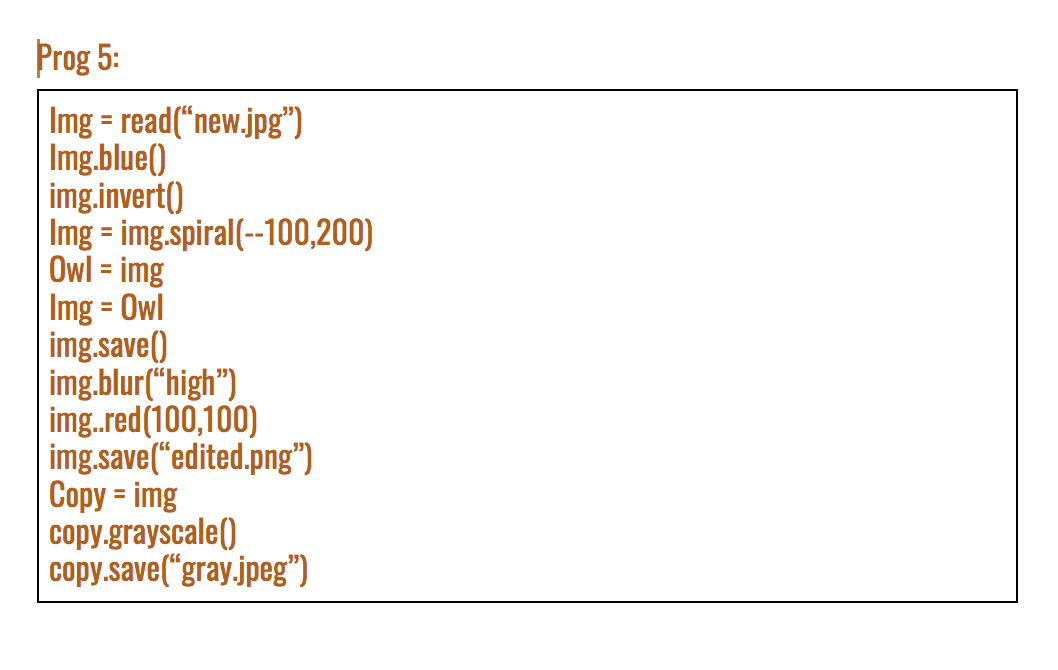 Prog 5:
Img = read(“new.jpg”)
Img.blue()
img.invert()
Img = img.spiral(--100,200)
Owl = img
Img = Owl
img.save()
img.blur(“high”)
img..red(100,100)
img.save(“edited.png”)
Copy = img
copy.grayscale()
copy.save(“gray.jpeg”)